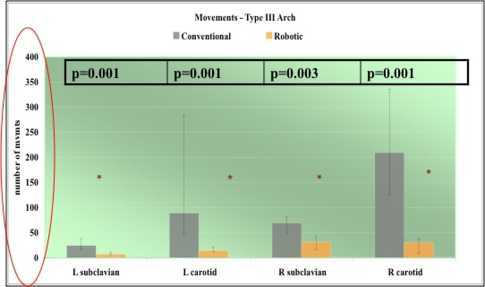 Movements - Type III Arch
Conventional Robotic
p=0.001 p=0.001 p=0.003 p=0.001
number of mvmts
400
350
300
250
200
150
100
50
0
* * * *
L subclavian L carotid R subclavian R carotid